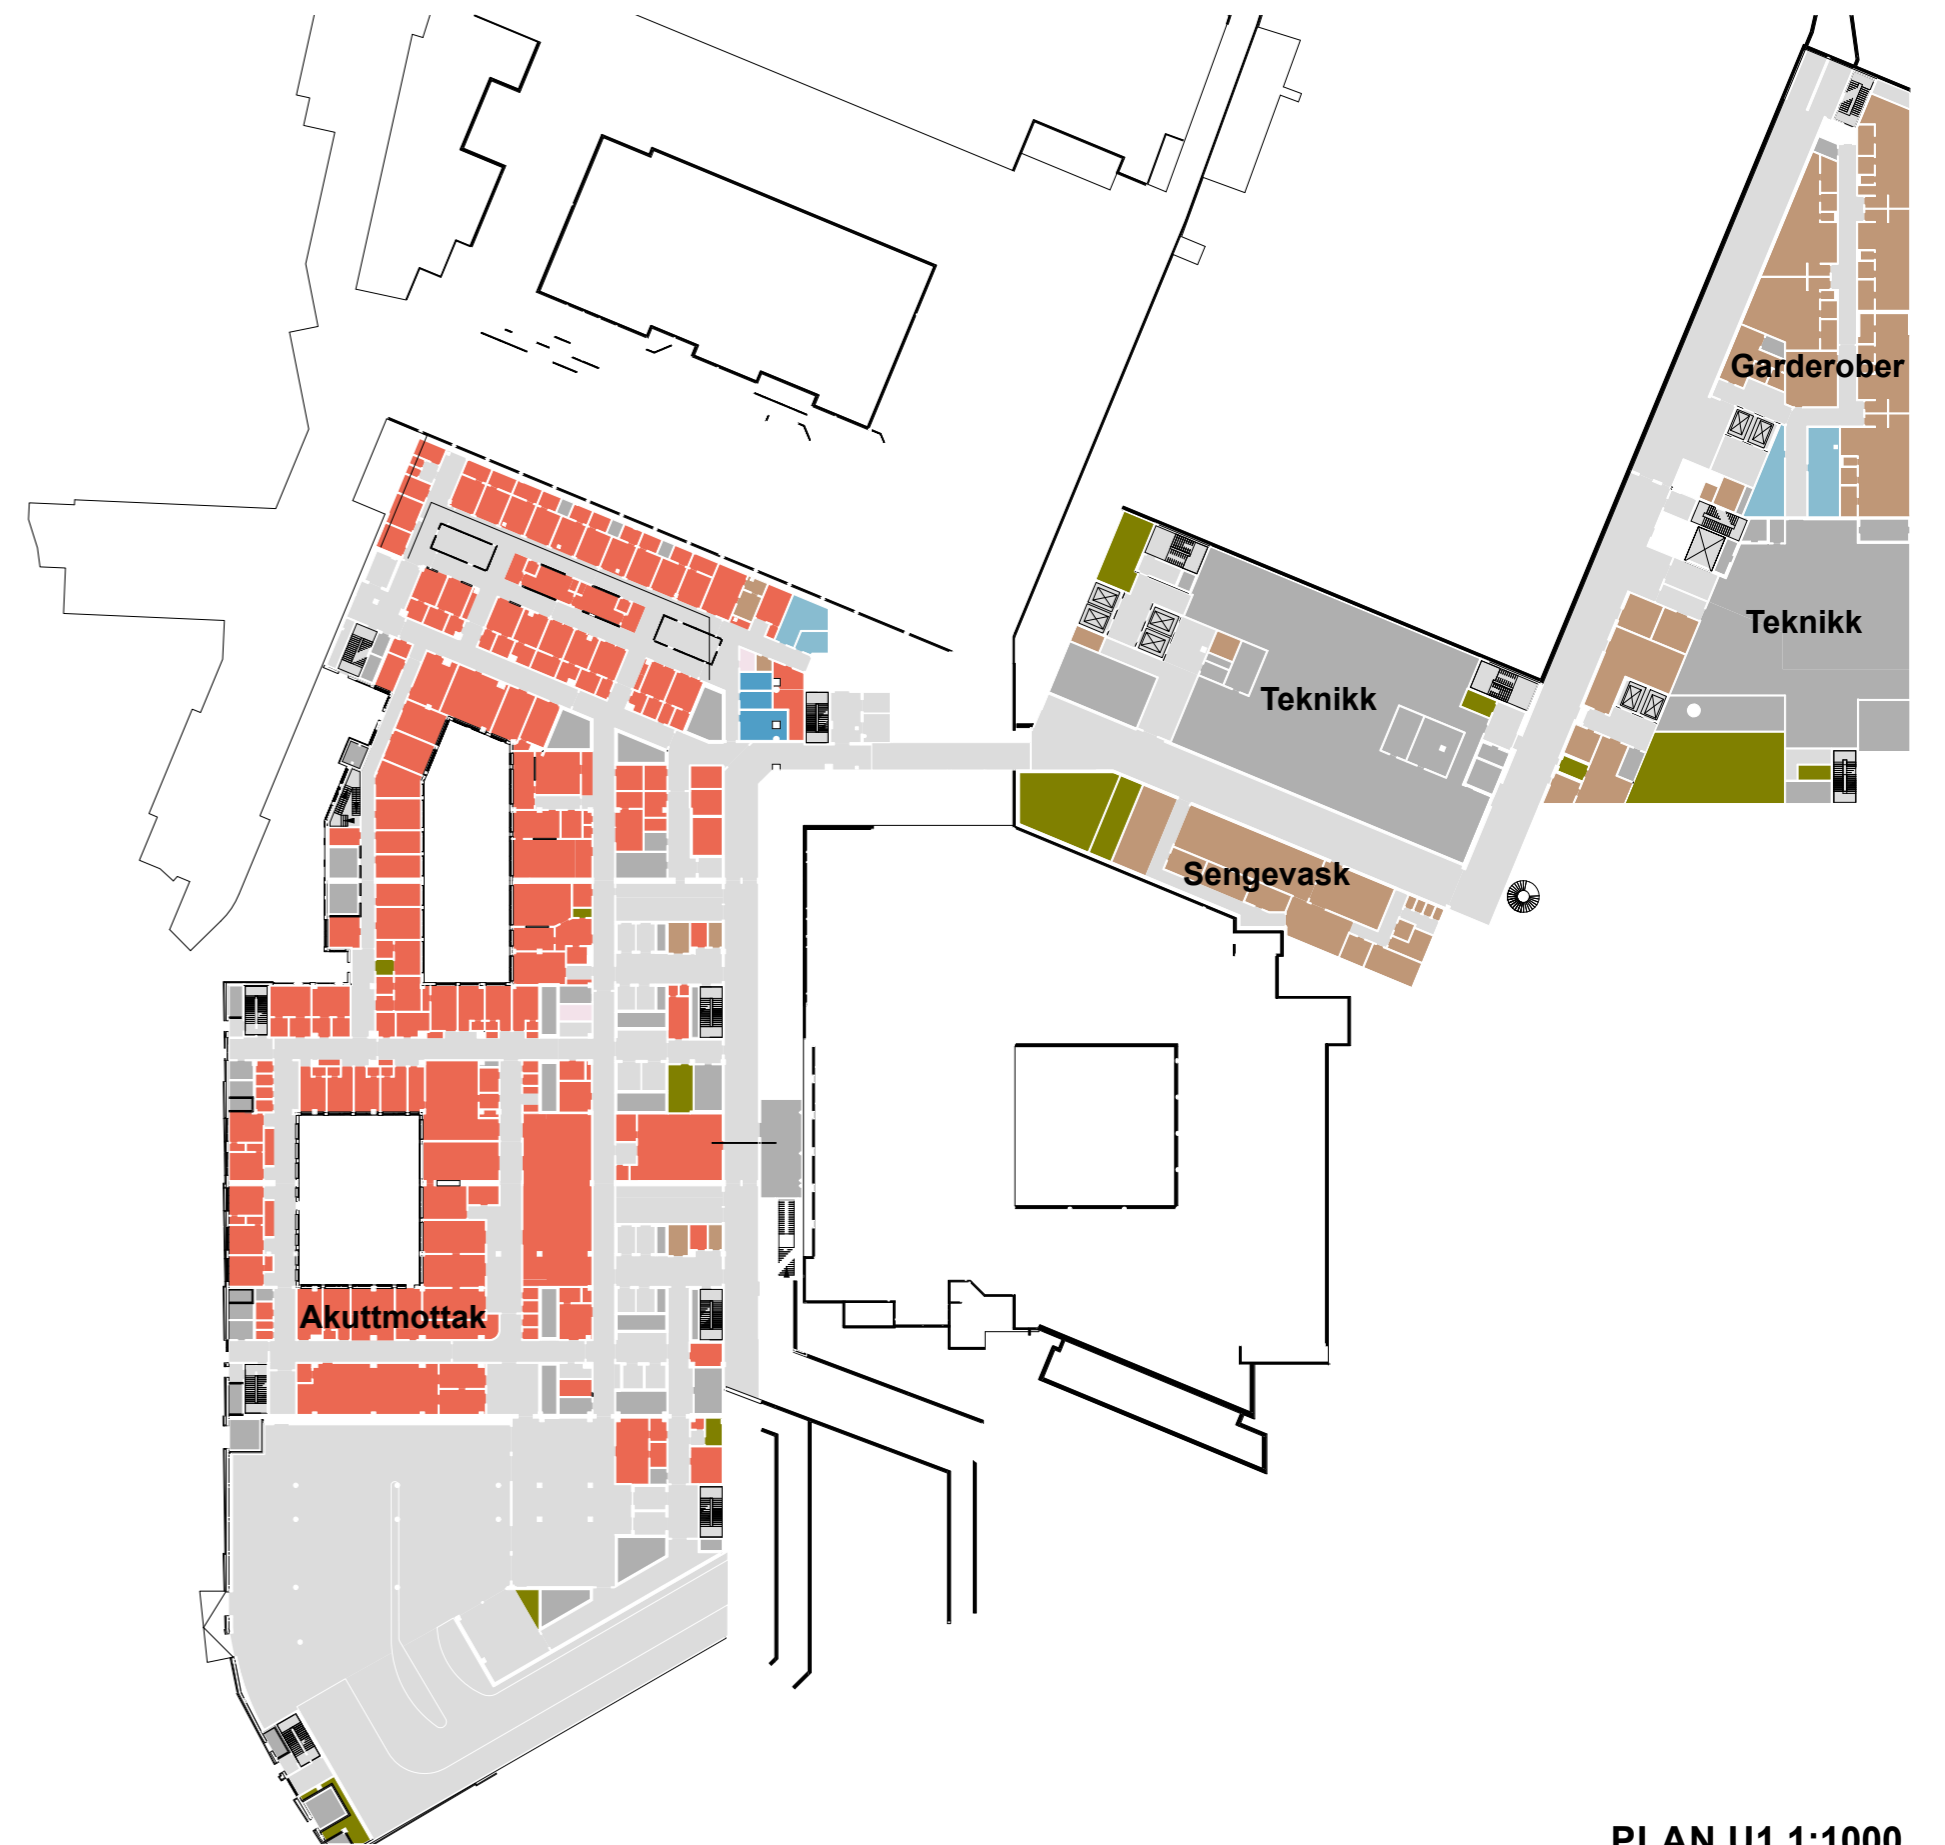 Garderober
Teknikk
Teknikk
Sengevask
Akuttmottak
PLAN U1 1:1000